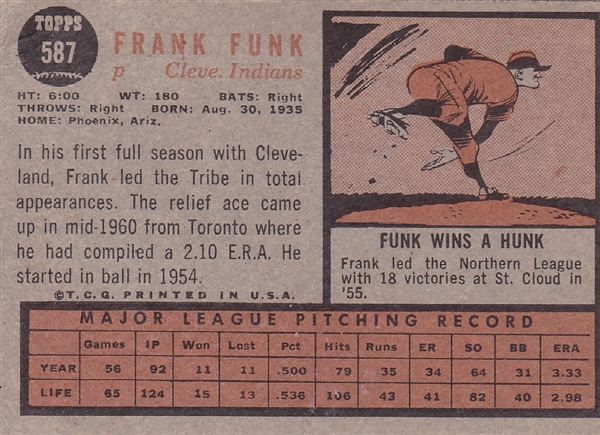 TOPPS
587
FRANK FUNK
p Cleve. Indians
HT: 6:00 WT: 180 BATS: Right
THROWS: Right BORN: Aug. 30, 1935
HOME: Phoenix, Ariz.
In his first full season with Cleve-
land, Frank led the Tribe in total
appearances. The relief ace came
up in mid-1960 from Toronto where
he had compiled a 2.10 E.R.A. He
started in ball in 1954.
©T.C.G. PRINTED IN U.S.A.
FUNK WINS A HUNK
Frank led the Northern League
with 18 victories at St. Cloud in
'55.
MAJOR LEAGUE PITCHING RECORD
Games IP Won Lost Pct Hits Runs ER SO BB ERA
YEAR 56 92 11 11 .500 79 35 34 64 31 3.33
LIFE 65 124 15 13 .536 106 43 41 82 40 2.98